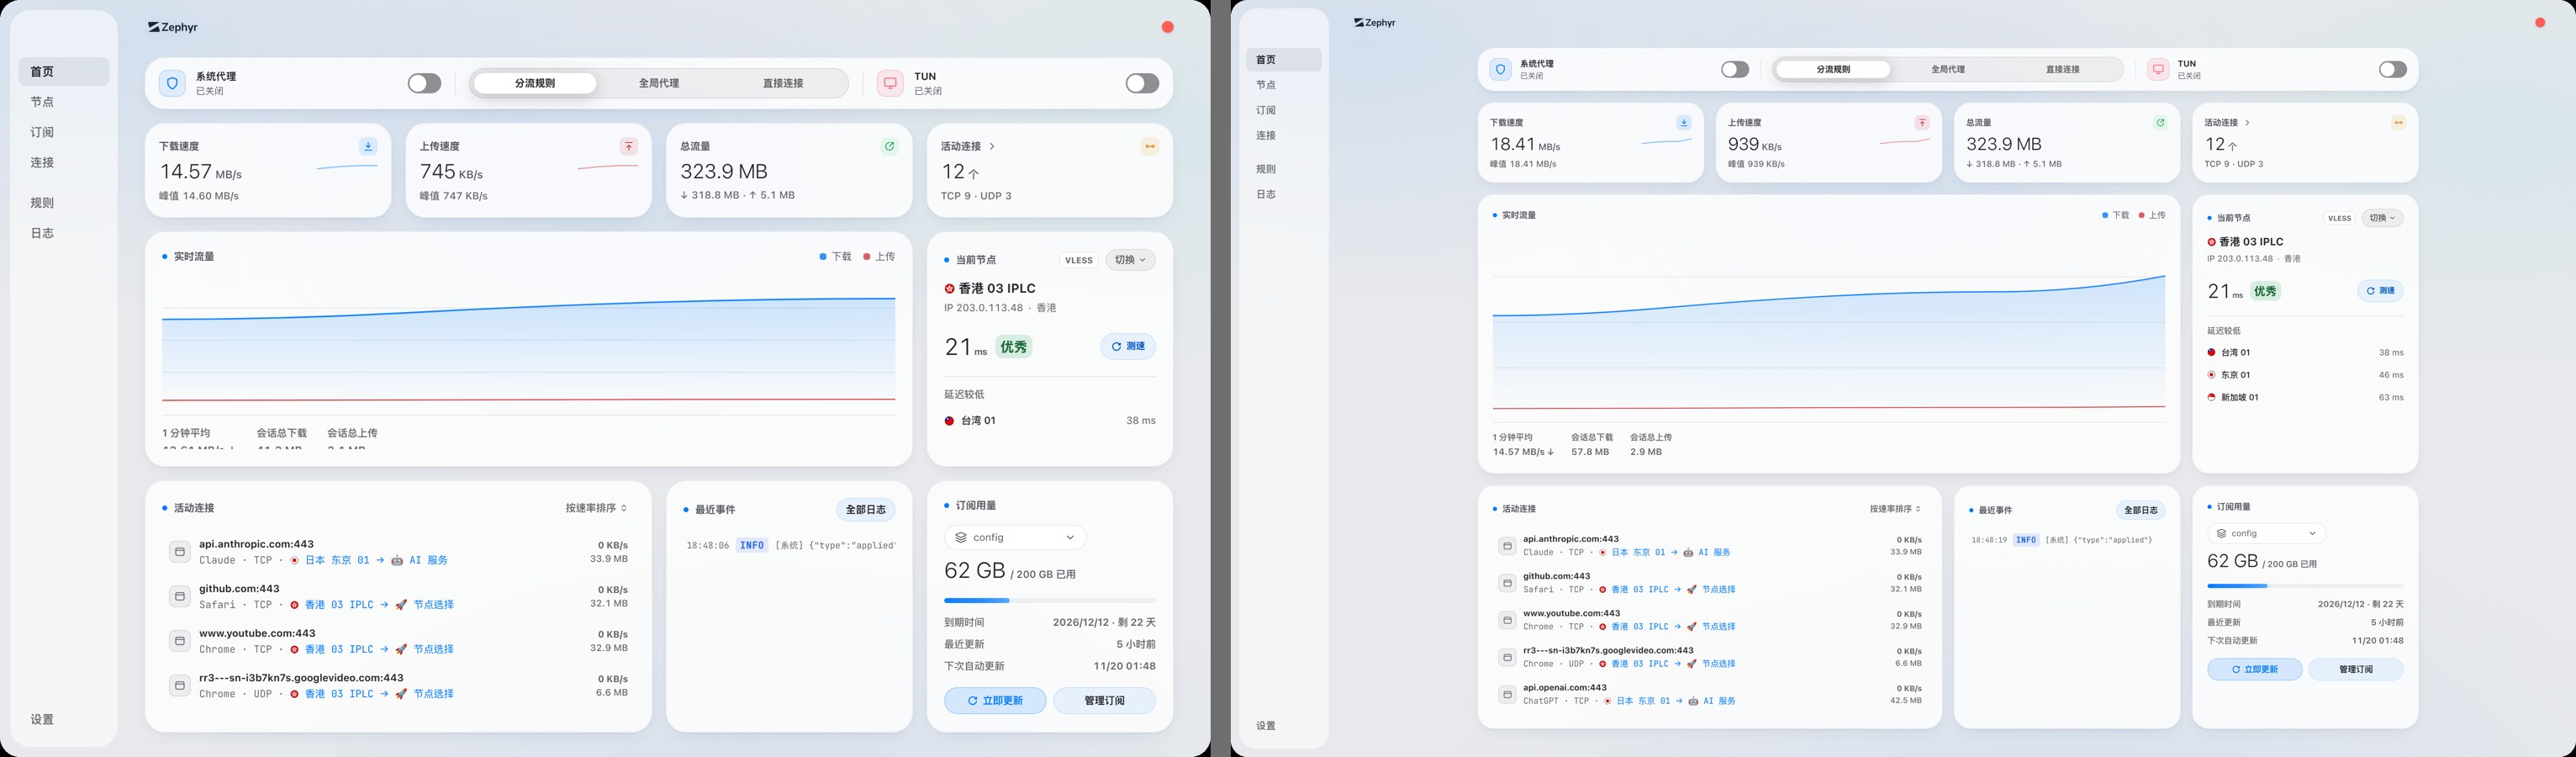 Zephyr
首页
节点
订阅
连接
规则
日志
设置
系统代理
已关闭
分流规则
全局代理
直接连接
TUN
已关闭
下载速度
14.57 MB/s
峰值 14.60 MB/s
上传速度
745 KB/s
峰值 747 KB/s
总流量
323.9 MB
↓ 318.8 MB · ↑ 5.1 MB
活动连接 >
12 个
TCP 9 · UDP 3
实时流量
下载 上传
1 分钟平均 会话总下载 会话总上传
当前节点
VLESS 切换
香港 03 IPLC
IP 203.0.113.48 · 香港
21 ms 优秀
测速
延迟较低
台湾 01 38 ms
活动连接
按速率排序
api.anthropic.com:443 0 KB/s
Claude · TCP · 日本 东京 01 → 🤖 AI 服务 33.9 MB
github.com:443 0 KB/s
Safari · TCP · 香港 03 IPLC → 🚀 节点选择 32.1 MB
www.youtube.com:443 0 KB/s
Chrome · TCP · 香港 03 IPLC → 🚀 节点选择 32.9 MB
rr3---sn-i3b7kn7s.googlevideo.com:443 0 KB/s
Chrome · UDP · 香港 03 IPLC → 🚀 节点选择 6.6 MB
最近事件
全部日志
18:48:06 INFO [系统] {"type":"applied"
订阅用量
config
62 GB / 200 GB 已用
到期时间 2026/12/12 · 剩 22 天
最近更新 5 小时前
下次自动更新 11/20 01:48
立即更新
管理订阅
Zephyr
首页
节点
订阅
连接
规则
日志
设置
系统代理
已关闭
分流规则
全局代理
直接连接
TUN
已关闭
下载速度
18.41 MB/s
峰值 18.41 MB/s
上传速度
939 KB/s
峰值 939 KB/s
总流量
323.9 MB
↓ 318.8 MB · ↑ 5.1 MB
活动连接 >
12 个
TCP 9 · UDP 3
实时流量
下载 上传
1 分钟平均 会话总下载 会话总上传
14.57 MB/s ↓ 57.8 MB 2.9 MB
当前节点
VLESS 切换
香港 03 IPLC
IP 203.0.113.48 · 香港
21 ms 优秀
测速
延迟较低
台湾 01 38 ms
东京 01 46 ms
新加坡 01 63 ms
活动连接
按速率排序
api.anthropic.com:443 0 KB/s
Claude · TCP · 日本 东京 01 → 🤖 AI 服务 33.9 MB
github.com:443 0 KB/s
Safari · TCP · 香港 03 IPLC → 🚀 节点选择 32.1 MB
www.youtube.com:443 0 KB/s
Chrome · TCP · 香港 03 IPLC → 🚀 节点选择 32.9 MB
rr3---sn-i3b7kn7s.googlevideo.com:443 0 KB/s
Chrome · UDP · 香港 03 IPLC → 🚀 节点选择 6.6 MB
api.openai.com:443 0 KB/s
ChatGPT · TCP · 日本 东京 01 → 🤖 AI 服务 42.5 MB
最近事件
全部日志
18:48:19 INFO [系统] {"type":"applied"}
订阅用量
config
62 GB / 200 GB 已用
到期时间 2026/12/12 · 剩 22 天
最近更新 5 小时前
下次自动更新 11/20 01:48
立即更新
管理订阅